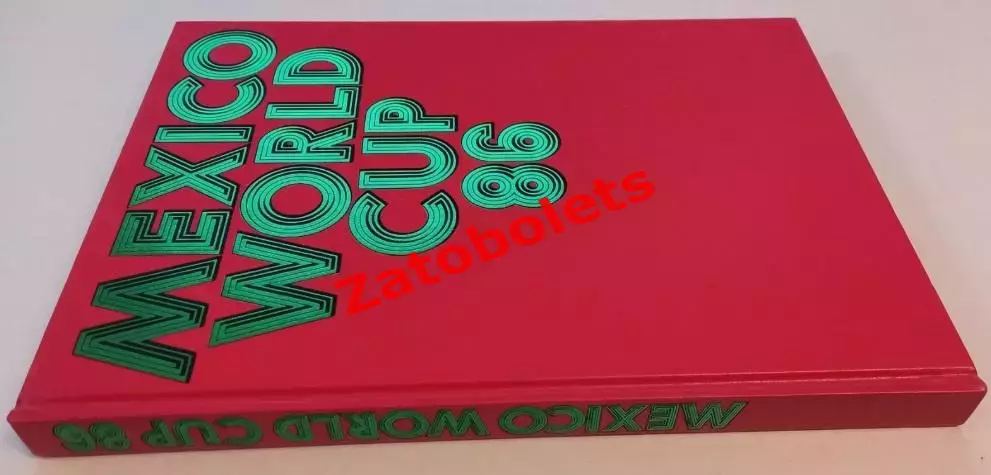 MEXICO
WORLD
CUP
86
Zatobolets
MEXICO WORLD CUP 86